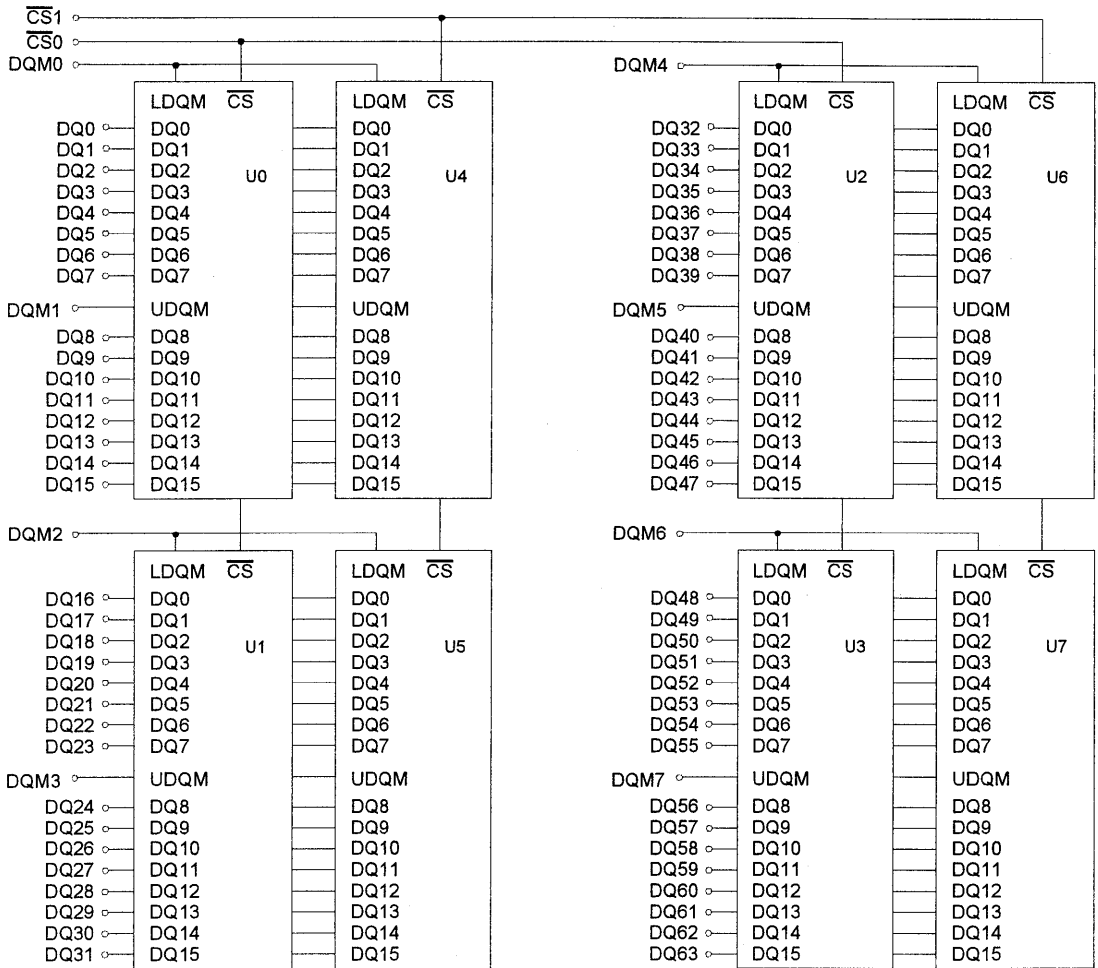 CS1
CS0
DQM0 DQM4
LDQM CS LDQM CS LDQM CS LDQM CS
DQ0 DQ0 DQ0 DQ32 DQ0 DQ0
DQ1 DQ1 DQ1 DQ33 DQ1 DQ1
DQ2 DQ2 U0 DQ2 U4 DQ34 DQ2 U2 DQ2 U6
DQ3 DQ3 DQ3 DQ35 DQ3 DQ3
DQ4 DQ4 DQ4 DQ36 DQ4 DQ4
DQ5 DQ5 DQ5 DQ37 DQ5 DQ5
DQ6 DQ6 DQ6 DQ38 DQ6 DQ6
DQ7 DQ7 DQ7 DQ39 DQ7 DQ7
DQM1 UDQM UDQM DQM5 UDQM UDQM
DQ8 DQ8 DQ8 DQ40 DQ8 DQ8
DQ9 DQ9 DQ9 DQ41 DQ9 DQ9
DQ10 DQ10 DQ10 DQ42 DQ10 DQ10
DQ11 DQ11 DQ11 DQ43 DQ11 DQ11
DQ12 DQ12 DQ12 DQ44 DQ12 DQ12
DQ13 DQ13 DQ13 DQ45 DQ13 DQ13
DQ14 DQ14 DQ14 DQ46 DQ14 DQ14
DQ15 DQ15 DQ15 DQ47 DQ15 DQ15
DQM2 DQM6
LDQM CS LDQM CS LDQM CS LDQM CS
DQ16 DQ0 DQ0 DQ48 DQ0 DQ0
DQ17 DQ1 DQ1 DQ49 DQ1 DQ1
DQ18 DQ2 U1 DQ2 U5 DQ50 DQ2 U3 DQ2 U7
DQ19 DQ3 DQ3 DQ51 DQ3 DQ3
DQ20 DQ4 DQ4 DQ52 DQ4 DQ4
DQ21 DQ5 DQ5 DQ53 DQ5 DQ5
DQ22 DQ6 DQ6 DQ54 DQ6 DQ6
DQ23 DQ7 DQ7 DQ55 DQ7 DQ7
DQM3 UDQM UDQM DQM7 UDQM UDQM
DQ24 DQ8 DQ8 DQ56 DQ8 DQ8
DQ25 DQ9 DQ9 DQ57 DQ9 DQ9
DQ26 DQ10 DQ10 DQ58 DQ10 DQ10
DQ27 DQ11 DQ11 DQ59 DQ11 DQ11
DQ28 DQ12 DQ12 DQ60 DQ12 DQ12
DQ29 DQ13 DQ13 DQ61 DQ13 DQ13
DQ30 DQ14 DQ14 DQ62 DQ14 DQ14
DQ31 DQ15 DQ15 DQ63 DQ15 DQ15